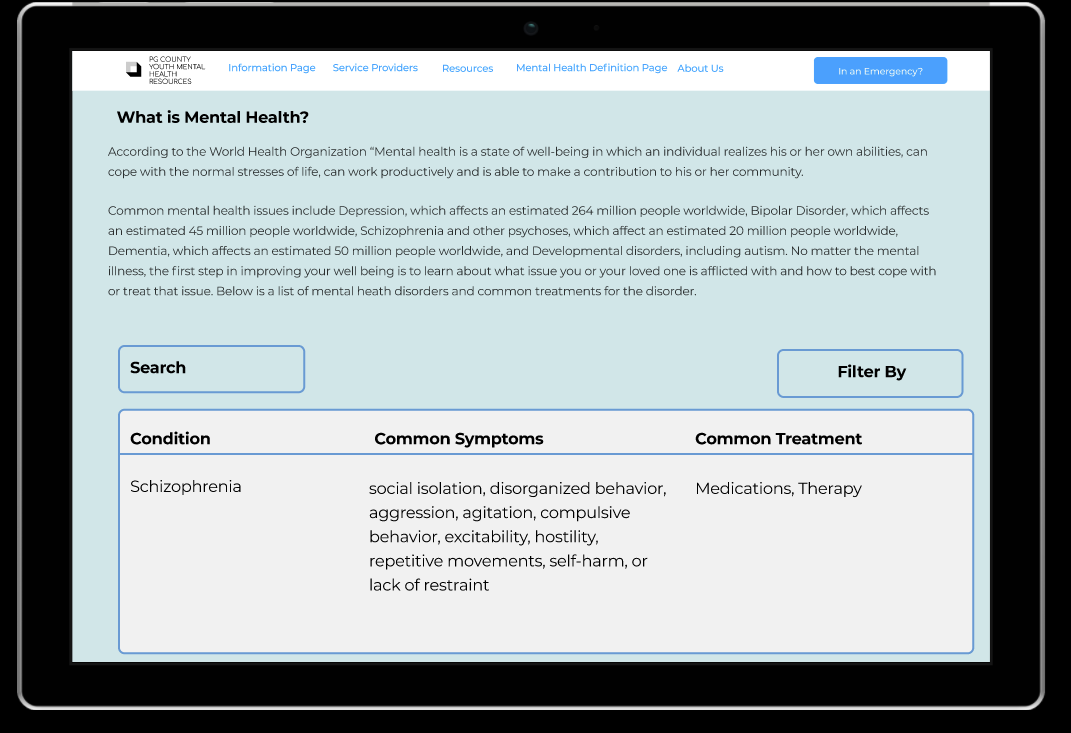 PG COUNTY
YOUTH MENTAL
HEALTH
RESOURCES
Information Page
Service Providers
Resources
Mental Health Definition Page
About Us
In an Emergency?
What is Mental Health?
According to the World Health Organization “Mental health is a state of well-being in which an individual realizes his or her own abilities, can
cope with the normal stresses of life, can work productively and is able to make a contribution to his or her community.
Common mental health issues include Depression, which affects an estimated 264 million people worldwide, Bipolar Disorder, which affects
an estimated 45 million people worldwide, Schizophrenia and other psychoses, which affect an estimated 20 million people worldwide,
Dementia, which affects an estimated 50 million people worldwide, and Developmental disorders, including autism. No matter the mental
illness, the first step in improving your well being is to learn about what issue you or your loved one is afflicted with and how to best cope with
or treat that issue. Below is a list of mental heath disorders and common treatments for the disorder.
Search
Filter By
Condition
Common Symptoms
Common Treatment
Schizophrenia
social isolation, disorganized behavior,
aggression, agitation, compulsive
behavior, excitability, hostility,
repetitive movements, self-harm, or
lack of restraint
Medications, Therapy